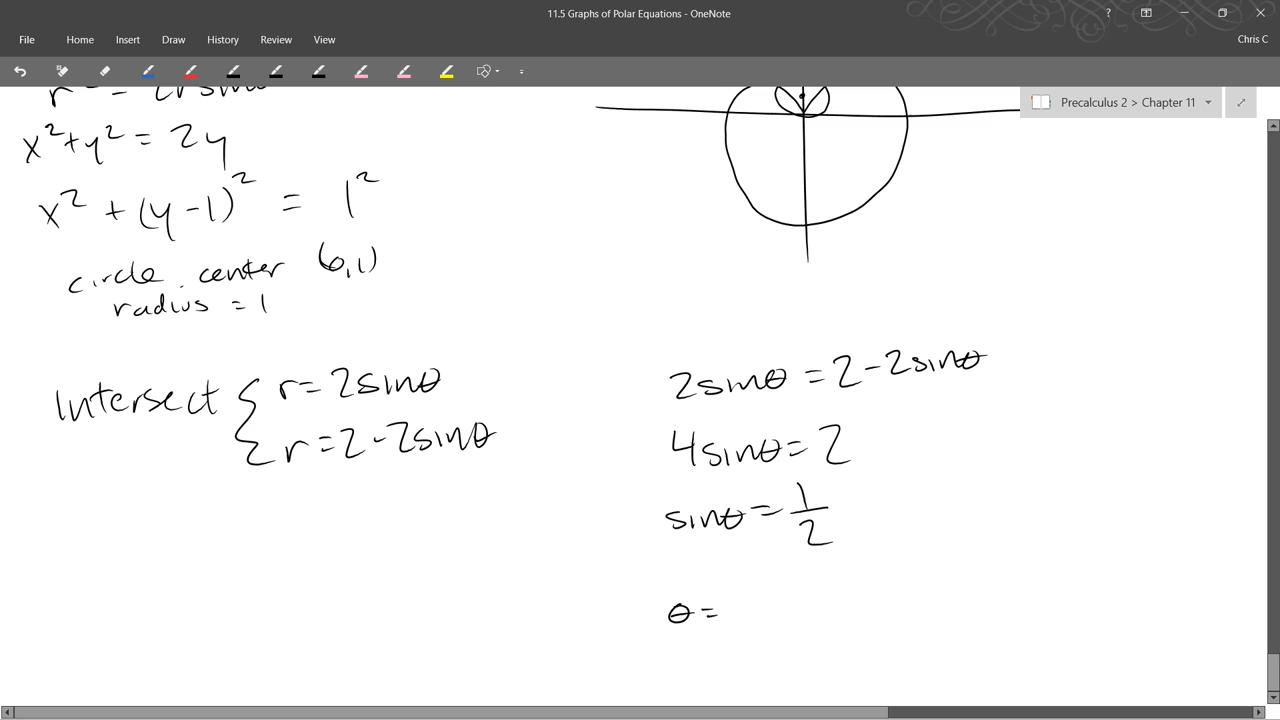 11.5 Graphs of Polar Equations - OneNote
File Home Insert Draw History Review View Chris C
Precalculus 2 > Chapter 11
x²+y² = 2y
x² + (y-1)² = 1²
circle center (0,1)
radius = 1
Intersect { r=2sinθ
r=2-2sinθ
2sinθ = 2-2sinθ
4sinθ=2
sinθ=1/2
θ=